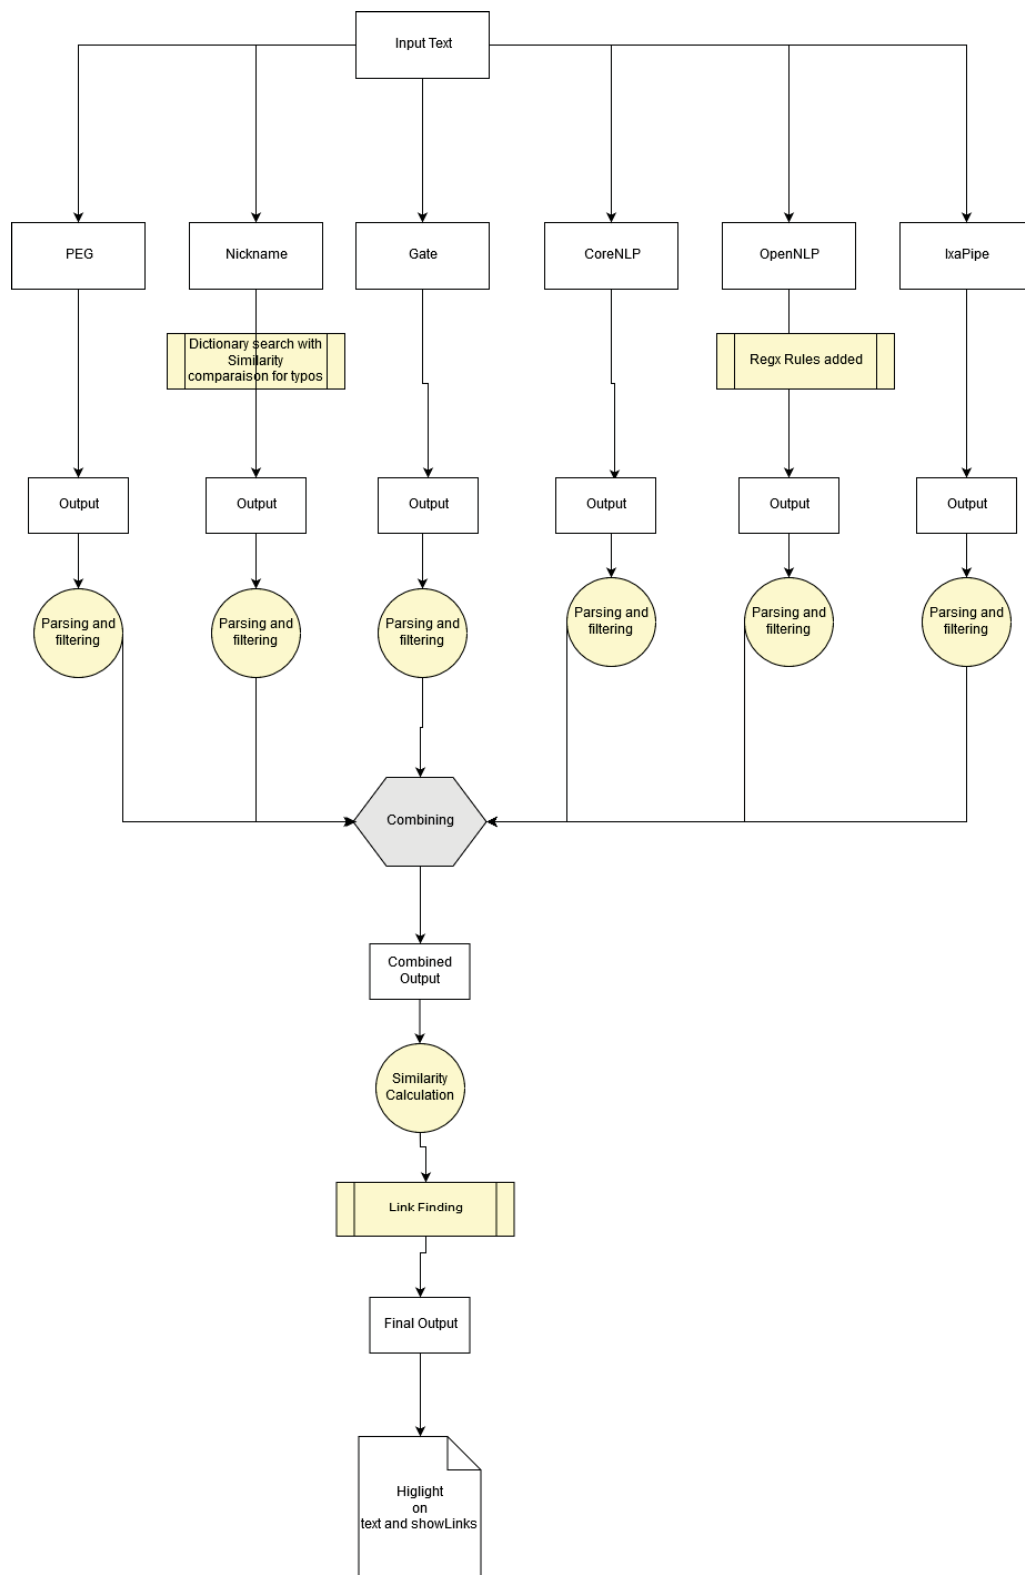 Input Text
PEG
Nickname
Gate
CoreNLP
OpenNLP
IxaPipe
Dictionary search with
Similarity
comparaison for typos
Regx Rules added
Output
Output
Output
Output
Output
Output
Parsing and
filtering
Parsing and
filtering
Parsing and
filtering
Parsing and
filtering
Parsing and
filtering
Parsing and
filtering
Combining
Combined
Output
Similarity
Calculation
Link Finding
Final Output
Higlight
on
text and showLinks